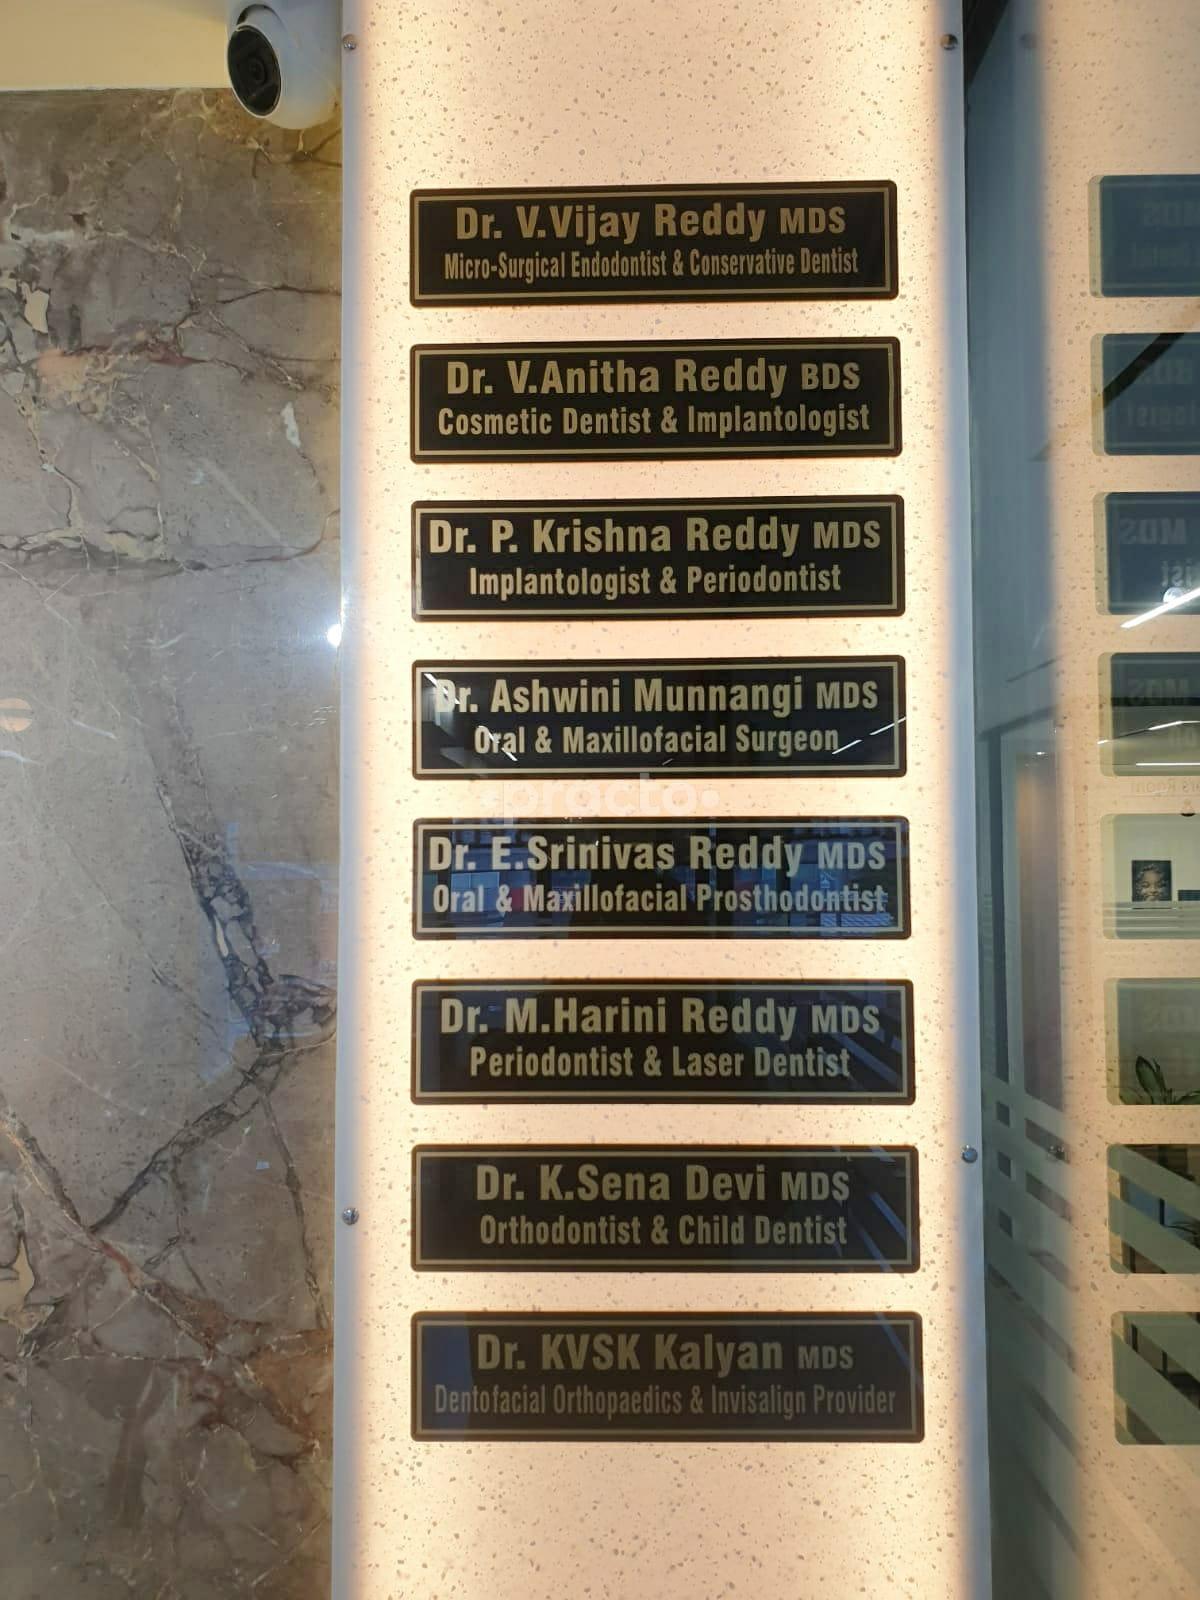 Dr. V.Vijay Reddy MDS
Micro-Surgical Endodontist & Conservative Dentist
Dr. V.Anitha Reddy BDS
Cosmetic Dentist & Implantologist
Dr. P. Krishna Reddy MDS
Implantologist & Periodontist
Dr. Ashwini Munnangi MDS
Oral & Maxillofacial Surgeon
practo
Dr. E.Srinivas Reddy MDS
Oral & Maxillofacial Prosthodontist
Dr. M.Harini Reddy MDS
Periodontist & Laser Dentist
Dr. K.Sena Devi MDS
Orthodontist & Child Dentist
Dr. KVSK Kalyan MDS
Dentofacial Orthopaedics & Invisalign Provider